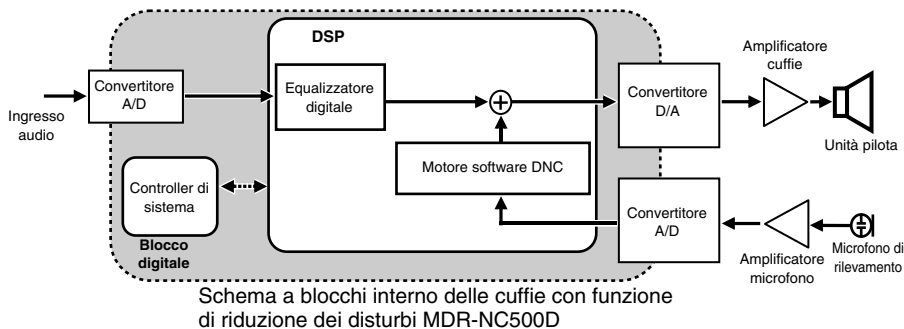 DSP
Ingresso
audio
Convertitore
A/D
Equalizzatore
digitale
Motore software DNC
Controller di
sistema
Blocco
digitale
Convertitore
D/A
Amplificatore
cuffie
Unità pilota
Convertitore
A/D
Amplificatore
microfono
Microfono di
rilevamento
Schema a blocchi interno delle cuffie con funzione
di riduzione dei disturbi MDR-NC500D